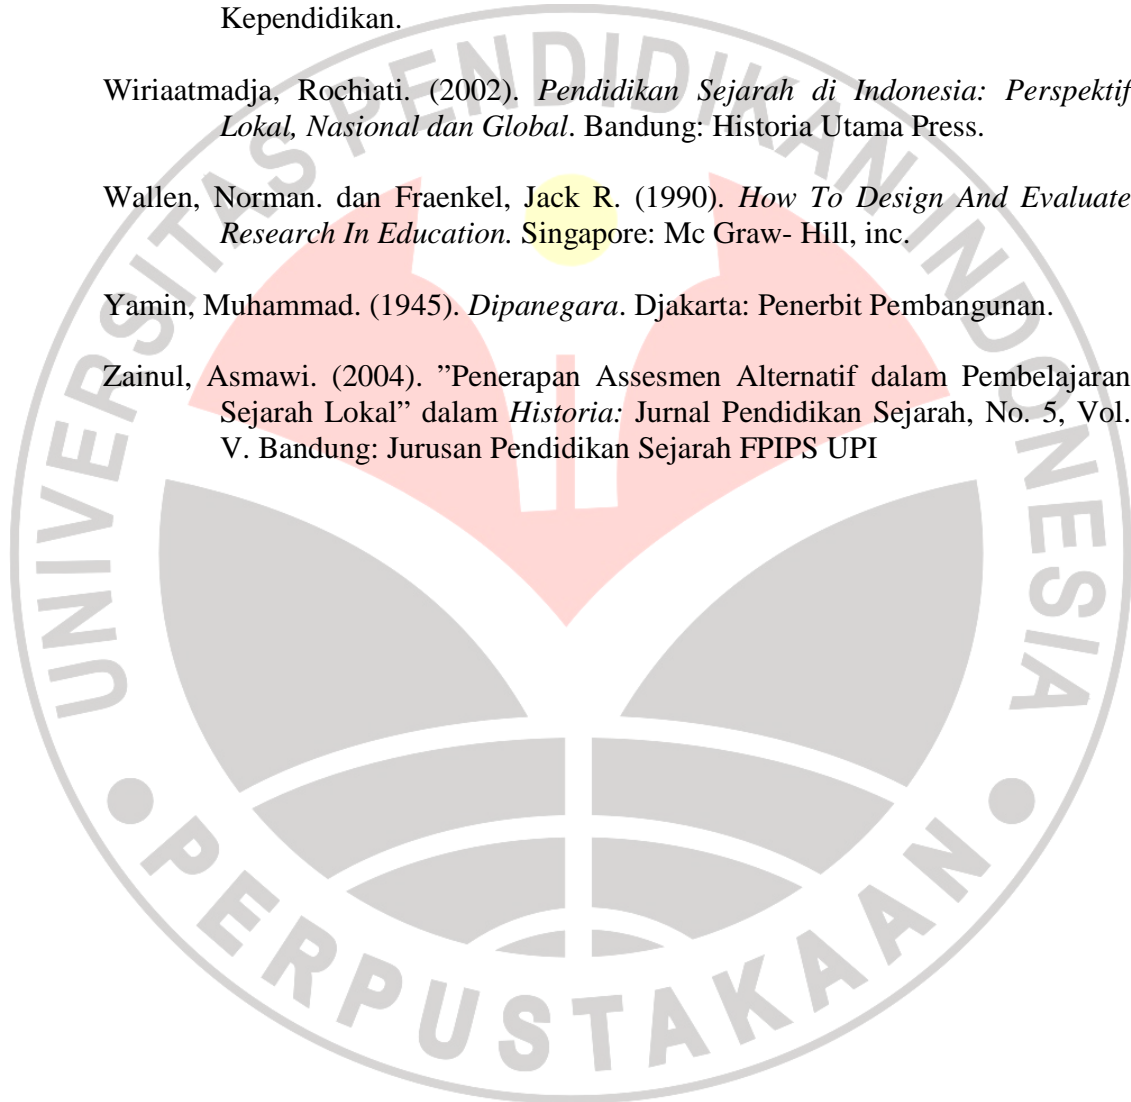 Kependidikan.
Wiriaatmadja, Rochiati. (2002). Pendidikan Sejarah di Indonesia: Perspektif
Lokal, Nasional dan Global. Bandung: Historia Utama Press.
Wallen, Norman. dan Fraenkel, Jack R. (1990). How To Design And Evaluate
Research In Education. Singapore: Mc Graw- Hill, inc.
Yamin, Muhammad. (1945). Dipanegara. Djakarta: Penerbit Pembangunan.
Zainul, Asmawi. (2004). ”Penerapan Assesmen Alternatif dalam Pembelajaran
Sejarah Lokal” dalam Historia: Jurnal Pendidikan Sejarah, No. 5, Vol.
V. Bandung: Jurusan Pendidikan Sejarah FPIPS UPI
UNIVERSITAS PENDIDIKAN INDONESIA
PERPUSTAKAAN